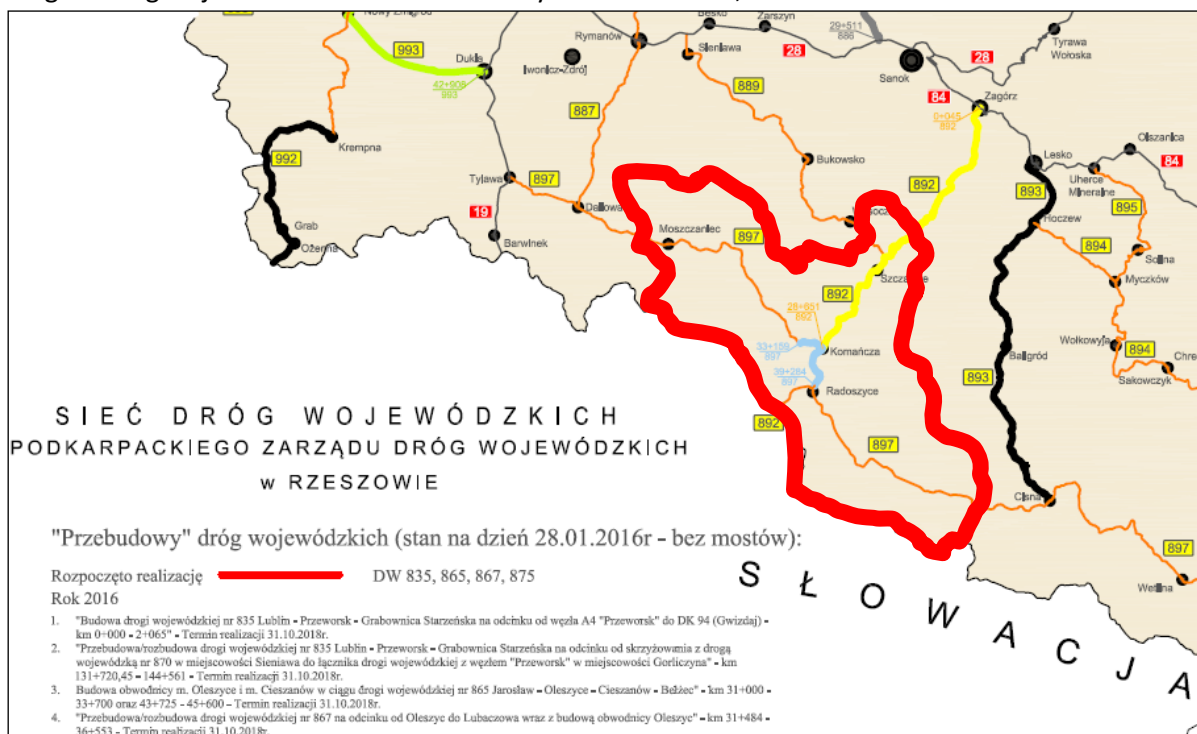 Nowy Żmigród
993
Dukla
42+908
993
Iwonicz-Zdrój
Rymanów
Besko
Zarszyn
Sieniawa
28
29+511
886
Sanok
28
Tyrawa
Wołoska
84
Zagórz
0+045
892
887
889
992
Krempna
Bukowsko
Lesko
Olszanica
84
Uherce
Mineralne
Tylawa
897
892
893
895
19
Daliowa
Hoczew
Grab
Ożenna
Barwinek
Moszczaniec
897
894
Solina
Myczków
892
28+651
892
33+159
897
Komańcza
39+284
897
Radoszyce
Baligród
Wołkowyja
894
Chre
Sakowczyk
893
892
897
Cisna
897
Wetlina
SIEĆ DRÓG WOJEWÓDZKICH
PODKARPACKIEGO ZARZĄDU DRÓG WOJEWÓDZKICH
w RZESZOWIE
SŁOWACJA
"Przebudowy" dróg wojewódzkich (stan na dzień 28.01.2016r - bez mostów):
Rozpoczęto realizację DW 835, 865, 867, 875
Rok 2016
1. "Budowa drogi wojewódzkiej nr 835 Lublin - Przeworsk - Grabownica Starzeńska na odcinku od węzła A4 "Przeworsk" do DK 94 (Gwizdaj) -
km 0+000 - 2+065" - Termin realizacji 31.10.2018r.
2. "Przebudowa/rozbudowa drogi wojewódzkiej nr 835 Lublin - Przeworsk - Grabownica Starzeńska na odcinku od skrzyżowania z drogą
wojewódzką nr 870 w miejscowości Sieniawa do łącznika drogi wojewódzkiej z węzłem "Przeworsk" w miejscowości Gorliczyna" - km
131+720,45 - 144+561 - Termin realizacji 31.10.2018r.
3. Budowa obwodnicy m. Oleszyce i m. Cieszanów w ciągu drogi wojewódzkiej nr 865 Jarosław - Oleszyce - Cieszanów - Bełżec" - km 31+000 -
33+700 oraz 43+725 - 45+600 - Termin realizacji 31.10.2018r.
4. "Przebudowa/rozbudowa drogi wojewódzkiej nr 867 na odcinku od Oleszyc do Lubaczowa wraz z budową obwodnicy Oleszyc" - km 31+484 -
36+553 - Termin realizacji 31.10.2018r.